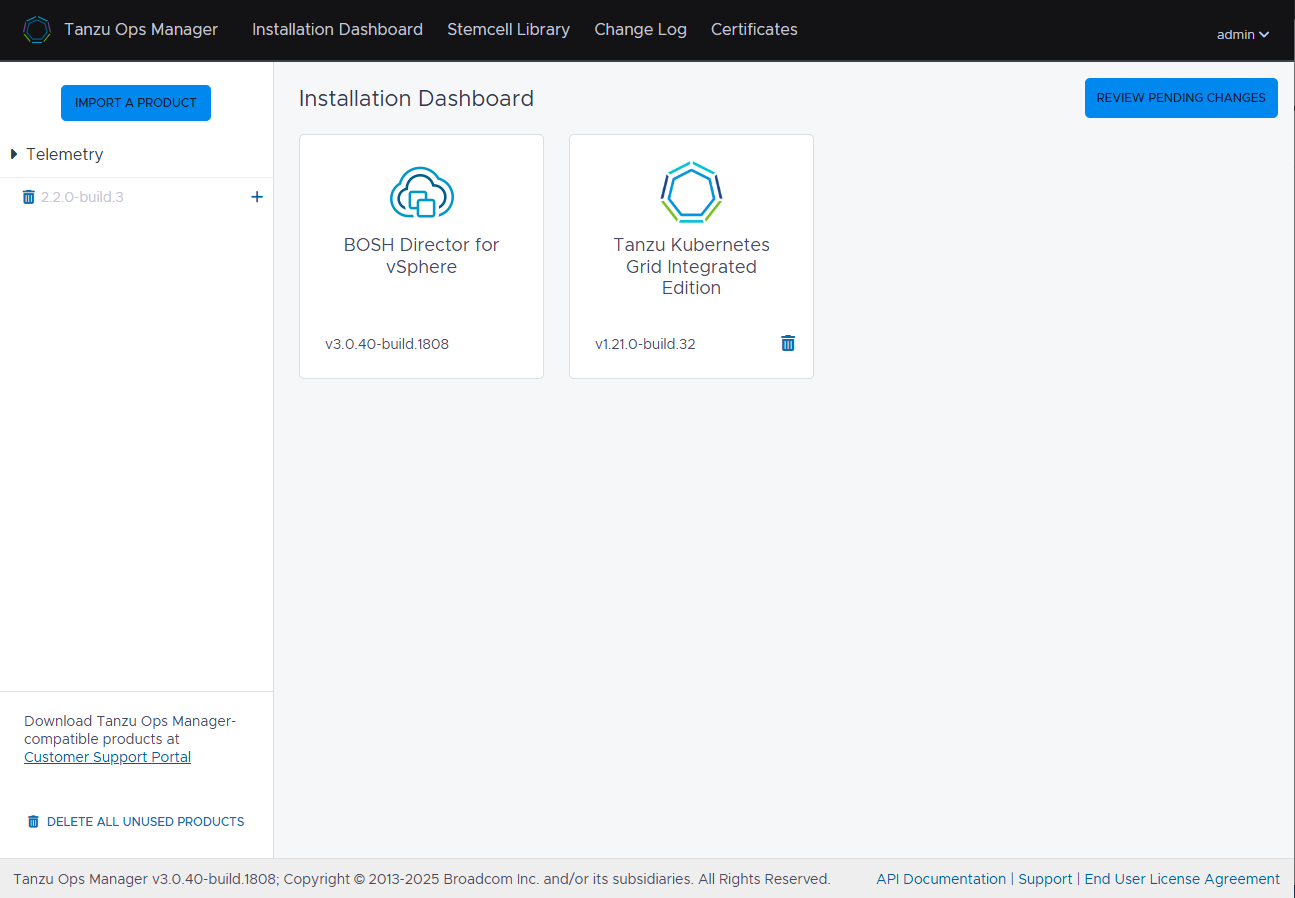 Tanzu Ops Manager Installation Dashboard Stemcell Library Change Log Certificates admin
IMPORT A PRODUCT
Telemetry
2.2.0-build.3 +
Download Tanzu Ops Manager-
compatible products at
Customer Support Portal
DELETE ALL UNUSED PRODUCTS
Installation Dashboard
REVIEW PENDING CHANGES
BOSH Director for
vSphere
v3.0.40-build.1808
Tanzu Kubernetes
Grid Integrated
Edition
v1.21.0-build.32
Tanzu Ops Manager v3.0.40-build.1808; Copyright © 2013-2025 Broadcom Inc. and/or its subsidiaries. All Rights Reserved. API Documentation | Support | End User License Agreement